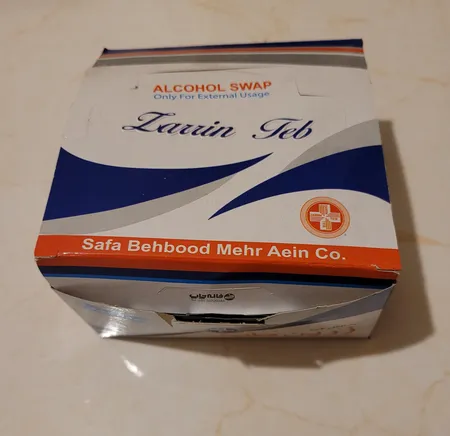 ALCOHOL SWAP
Only For External Usage
Zarrin Teb
Safa Behbood Mehr Aein Co.